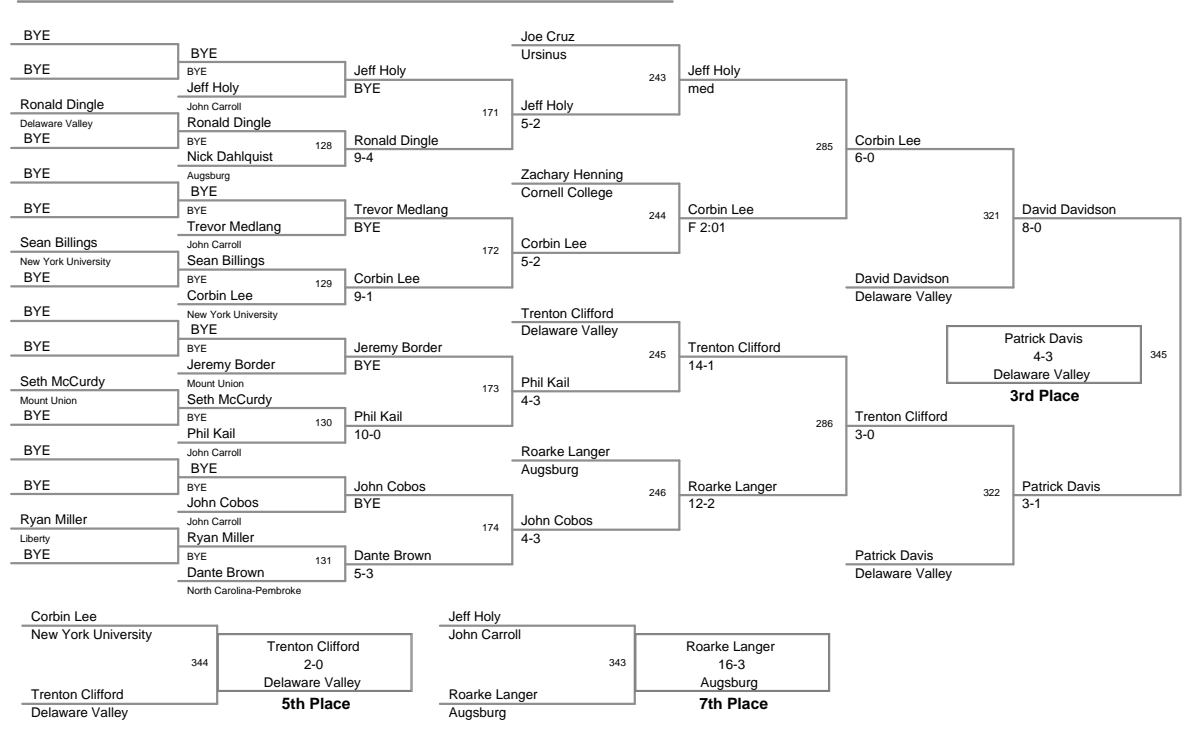 BYE
BYE
Ronald Dingle
Delaware Valley
BYE
BYE
BYE
Sean Billings
New York University
BYE
BYE
BYE
Seth McCurdy
Mount Union
BYE
BYE
BYE
Ryan Miller
Liberty
BYE
BYE
BYE
Jeff Holy
John Carroll
Ronald Dingle
BYE
128
Nick Dahlquist
Augsburg
BYE
BYE
Trevor Medlang
John Carroll
Sean Billings
BYE
129
Corbin Lee
New York University
BYE
BYE
Jeremy Border
Mount Union
Seth McCurdy
BYE
130
Phil Kail
John Carroll
BYE
BYE
John Cobos
John Carroll
Ryan Miller
BYE
131
Dante Brown
North Carolina-Pembroke
Jeff Holy
BYE
171
Ronald Dingle
9-4
Trevor Medlang
BYE
172
Corbin Lee
9-1
Jeremy Border
BYE
173
Phil Kail
10-0
John Cobos
BYE
174
Dante Brown
5-3
Joe Cruz
Ursinus
243
Jeff Holy
5-2
Zachary Henning
Cornell College
244
Corbin Lee
5-2
Trenton Clifford
Delaware Valley
245
Phil Kail
4-3
Roarke Langer
Augsburg
246
John Cobos
4-3
Jeff Holy
med
285
Corbin Lee
F 2:01
Trenton Clifford
14-1
286
Roarke Langer
12-2
Corbin Lee
6-0
321
David Davidson
Delaware Valley
Trenton Clifford
3-0
322
Patrick Davis
Delaware Valley
David Davidson
8-0
Patrick Davis
4-3
Delaware Valley
345
3rd Place
Patrick Davis
3-1
Corbin Lee
New York University
344
Trenton Clifford
Delaware Valley
Trenton Clifford
2-0
Delaware Valley
5th Place
Jeff Holy
John Carroll
343
Roarke Langer
Augsburg
Roarke Langer
16-3
Augsburg
7th Place